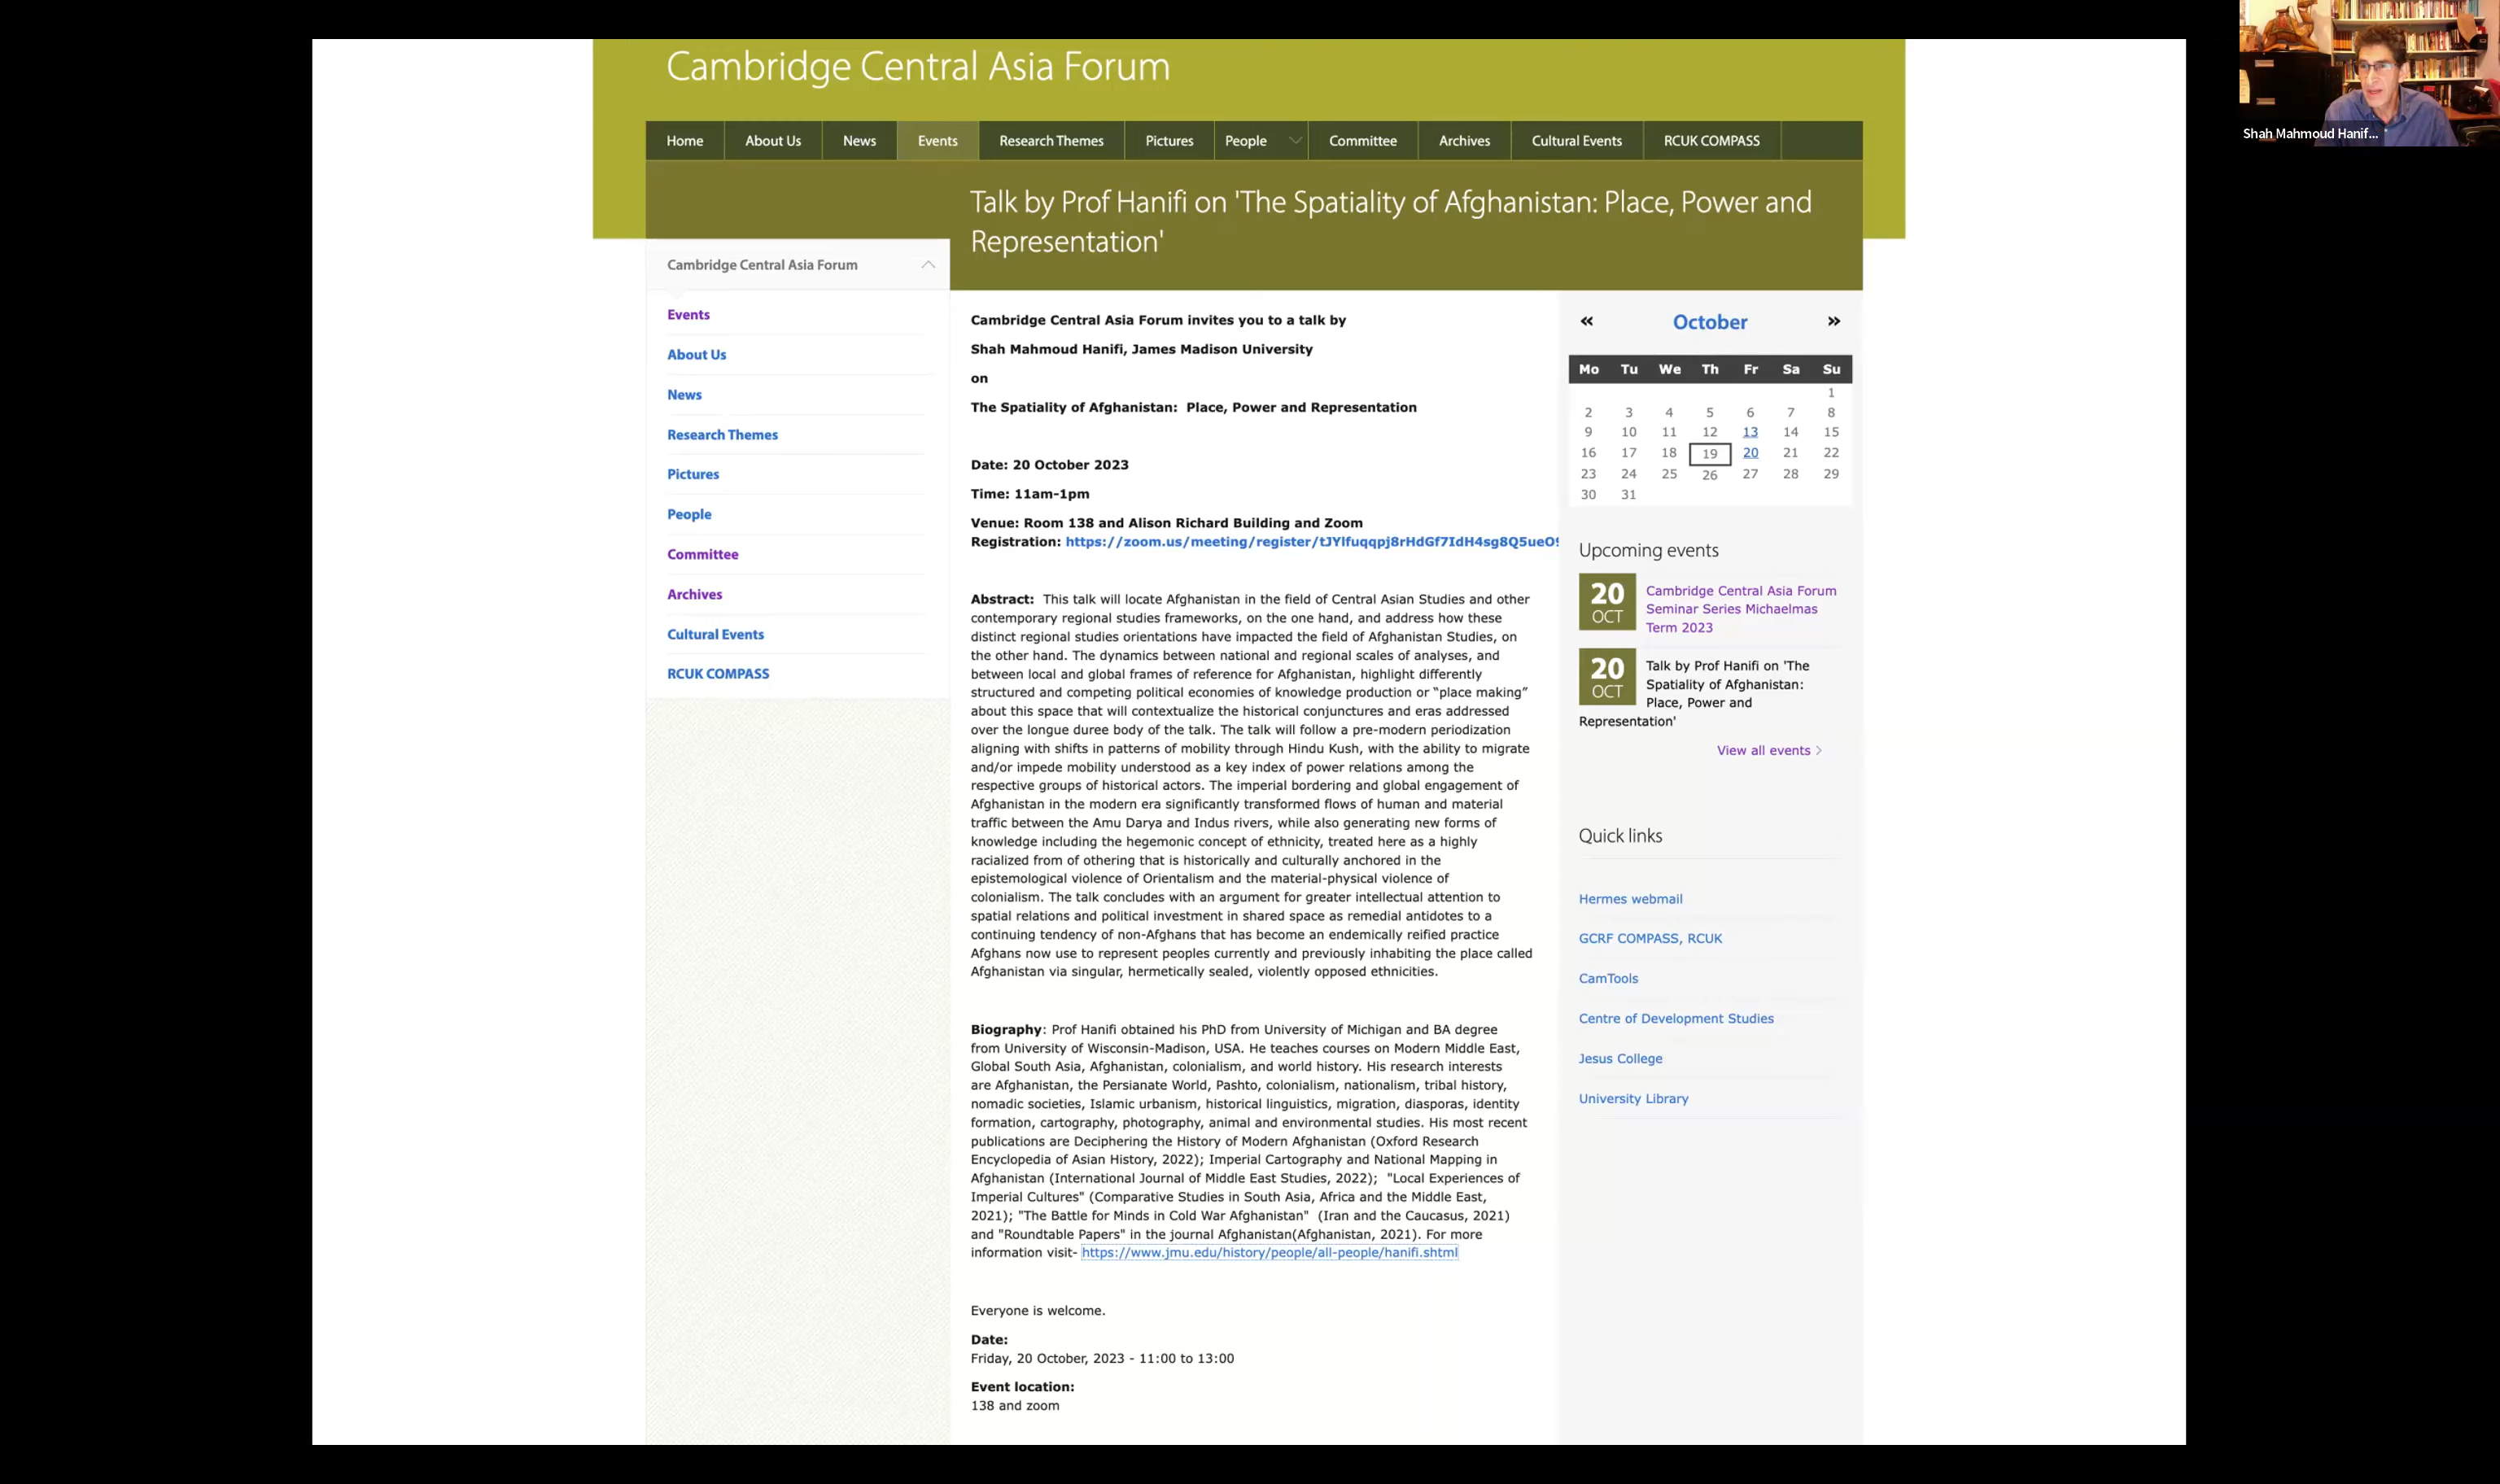 Cambridge Central Asia Forum
Home
About Us
News
Events
Research Themes
Pictures
People
Committee
Archives
Cultural Events
RCUK COMPASS
Talk by Prof Hanifi on 'The Spatiality of Afghanistan: Place, Power and
Representation'
Cambridge Central Asia Forum
Events
About Us
News
Research Themes
Pictures
People
Committee
Archives
Cultural Events
RCUK COMPASS
Cambridge Central Asia Forum invites you to a talk by
Shah Mahmoud Hanifi, James Madison University
on
The Spatiality of Afghanistan: Place, Power and Representation
Date: 20 October 2023
Time: 11am-1pm
Venue: Room 138 and Alison Richard Building and Zoom
Registration: https://zoom.us/meeting/register/tJYlfuqqpj8rHdGf7IdH4sg8Q5ueO9
Abstract: This talk will locate Afghanistan in the field of Central Asian Studies and other
contemporary regional studies frameworks, on the one hand, and address how these
distinct regional studies orientations have impacted the field of Afghanistan Studies, on
the other hand. The dynamics between national and regional scales of analyses, and
between local and global frames of reference for Afghanistan, highlight differently
structured and competing political economies of knowledge production or “place making”
about this space that will contextualize the historical conjunctures and eras addressed
over the longue duree body of the talk. The talk will follow a pre-modern periodization
aligning with shifts in patterns of mobility through Hindu Kush, with the ability to migrate
and/or impede mobility understood as a key index of power relations among the
respective groups of historical actors. The imperial bordering and global engagement of
Afghanistan in the modern era significantly transformed flows of human and material
traffic between the Amu Darya and Indus rivers, while also generating new forms of
knowledge including the hegemonic concept of ethnicity, treated here as a highly
racialized from of othering that is historically and culturally anchored in the
epistemological violence of Orientalism and the material-physical violence of
colonialism. The talk concludes with an argument for greater intellectual attention to
spatial relations and political investment in shared space as remedial antidotes to a
continuing tendency of non-Afghans that has become an endemically reified practice
Afghans now use to represent peoples currently and previously inhabiting the place called
Afghanistan via singular, hermetically sealed, violently opposed ethnicities.
Biography: Prof Hanifi obtained his PhD from University of Michigan and BA degree
from University of Wisconsin-Madison, USA. He teaches courses on Modern Middle East,
Global South Asia, Afghanistan, colonialism, and world history. His research interests
are Afghanistan, the Persianate World, Pashto, colonialism, nationalism, tribal history,
nomadic societies, Islamic urbanism, historical linguistics, migration, diasporas, identity
formation, cartography, photography, animal and environmental studies. His most recent
publications are Deciphering the History of Modern Afghanistan (Oxford Research
Encyclopedia of Asian History, 2022); Imperial Cartography and National Mapping in
Afghanistan (International Journal of Middle East Studies, 2022); "Local Experiences of
Imperial Cultures" (Comparative Studies in South Asia, Africa and the Middle East,
2021); "The Battle for Minds in Cold War Afghanistan" (Iran and the Caucasus, 2021)
and "Roundtable Papers" in the journal Afghanistan(Afghanistan, 2021). For more
information visit- https://www.jmu.edu/history/people/all-people/hanifi.shtml
Everyone is welcome.
Date:
Friday, 20 October, 2023 - 11:00 to 13:00
Event location:
138 and zoom
« October »
Mo Tu We Th Fr Sa Su
1
2 3 4 5 6 7 8
9 10 11 12 13 14 15
16 17 18 19 20 21 22
23 24 25 26 27 28 29
30 31
Upcoming events
20
OCT
Cambridge Central Asia Forum
Seminar Series Michaelmas
Term 2023
20
OCT
Talk by Prof Hanifi on 'The
Spatiality of Afghanistan:
Place, Power and
Representation'
View all events
Quick links
Hermes webmail
GCRF COMPASS, RCUK
CamTools
Centre of Development Studies
Jesus College
University Library
Shah Mahmoud Hanif...